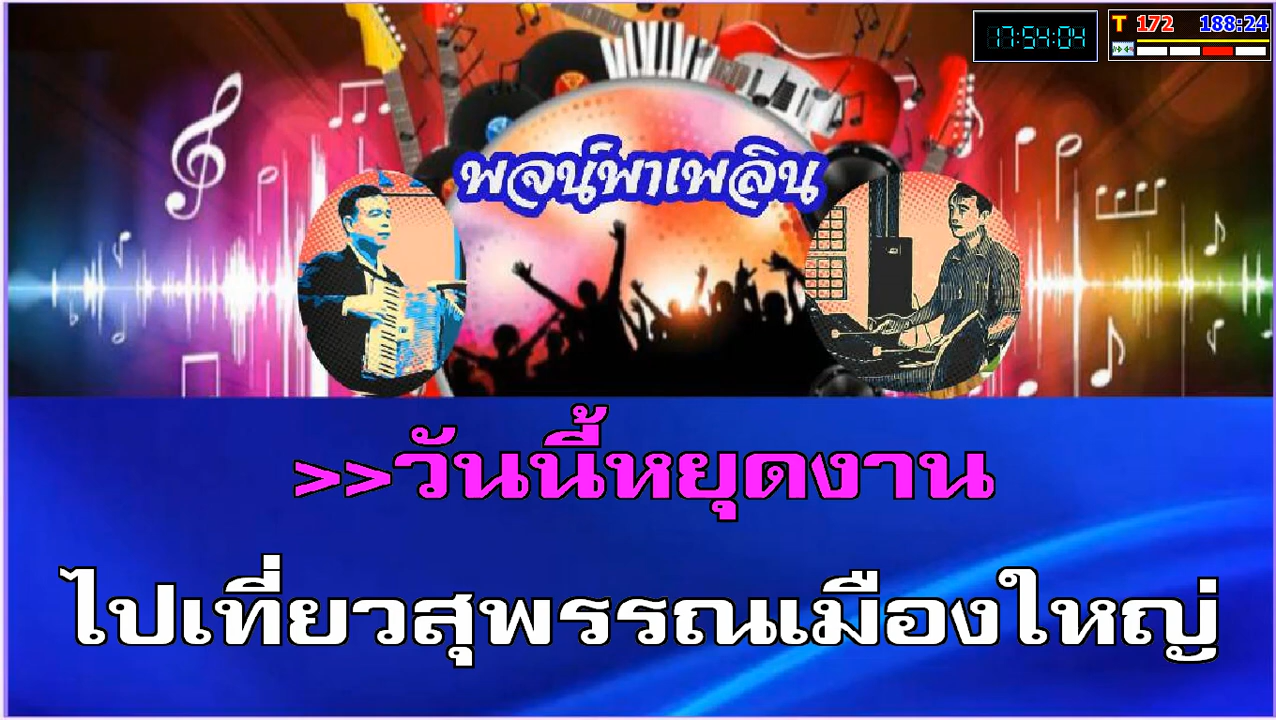 17:54:04
T 172 188:24
พจน์พาเพลิน
>>วันนี้หยุดงาน
ไปเที่ยวสุพรรณเมืองใหญ่